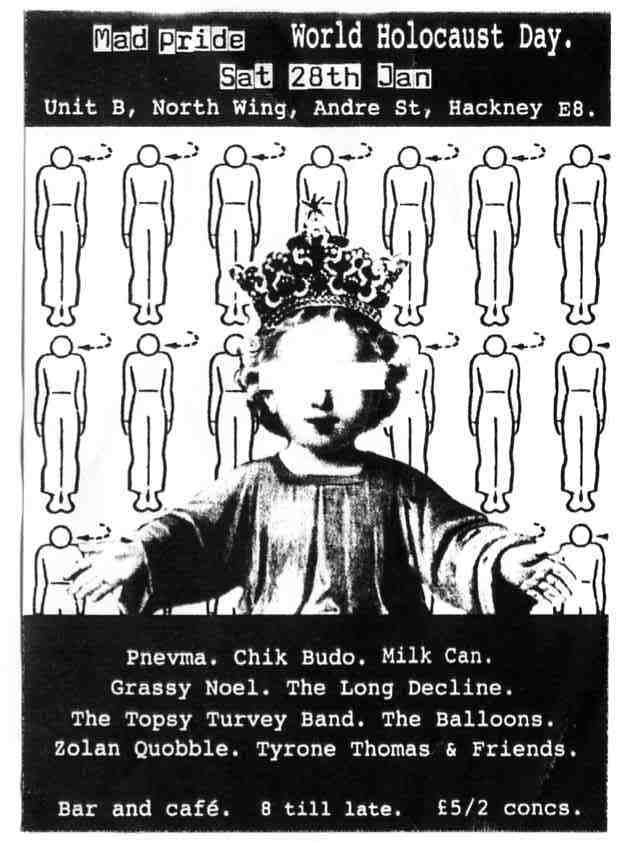 Mad pride World Holocaust Day.
Sat 28th Jan
Unit B, North Wing, Andre St, Hackney E8.
Pnevma. Chik Budo. Milk Can.
Grassy Noel. The Long Decline.
The Topsy Turvey Band. The Balloons.
Zolan Quobble. Tyrone Thomas & Friends.
Bar and café. 8 till late. £5/2 concs.